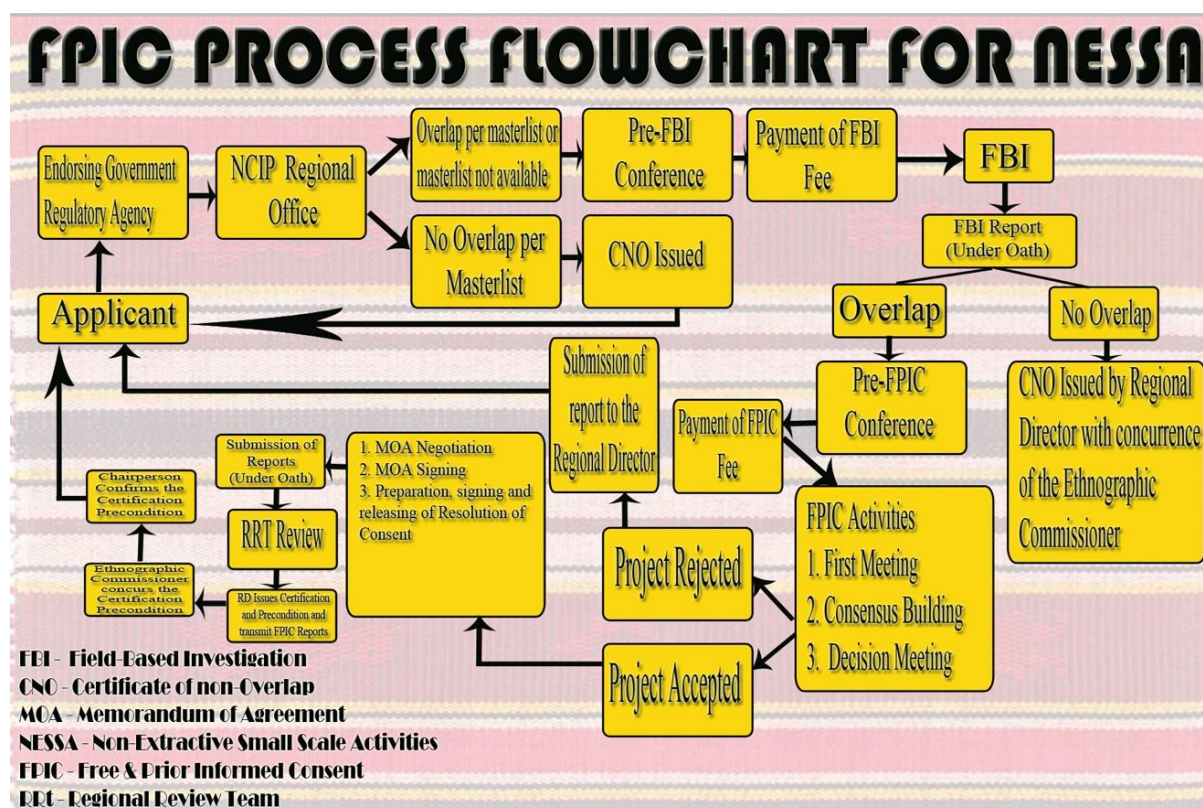 FPIC PROCESS FLOWCHART FOR NESSA
Endorsing Government
Regulatory Agency
NCIP Regional
Office
Overlap per masterlist or
masterlist not available
Pre-FBI
Conference
Payment of FBI
Fee
FBI
FBI Report
(Under Oath)
No Overlap per
Masterlist
CNO Issued
Applicant
Overlap
No Overlap
Pre-FPIC
Conference
CNO Issued by Regional
Director with concurrence
of the Ethnographic
Commissioner
Payment of FPIC
Fee
FPIC Activities
1. First Meeting
2. Consensus Building
3. Decision Meeting
Project Rejected
Submission of
report to the
Regional Director
Project Accepted
1. MOA Negotiation
2. MOA Signing
3. Preparation, signing and
releasing of Resolution of
Consent
Submission of
Reports
(Under Oath)
RRT Review
RD Issues Certification
and Precondition and
transmit FPIC Reports
Ethnographic
Commissioner
concurs the
Certification
Precondition
Chairperson
Confirms the
Certification
Precondition
FBI - Field-Based Investigation
CNO - Certificate of non-Overlap
MOA - Memorandum of Agreement
NESSA - Non-Extractive Small Scale Activities
FPIC - Free & Prior Informed Consent
RRt - Regional Review Team